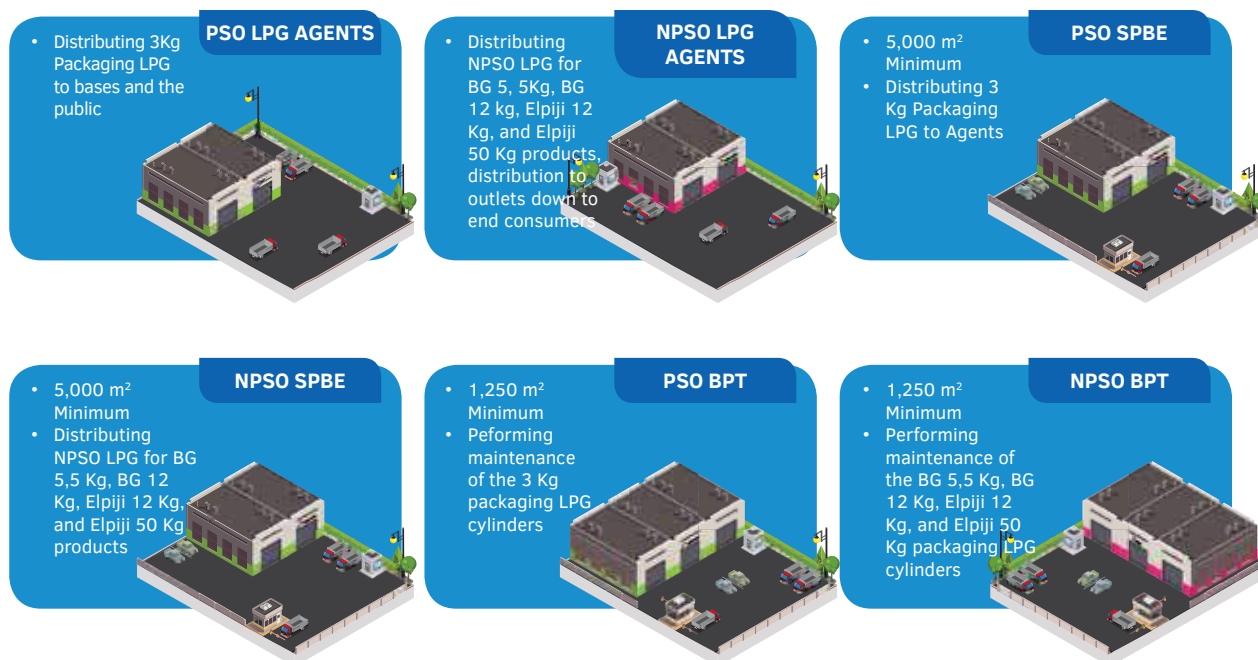 PSO LPG AGENTS
• Distributing 3Kg
Packaging LPG
to bases and the
public
NPSO LPG
AGENTS
• Distributing
NPSO LPG for
BG 5, 5Kg, BG
12 kg, Elpiji 12
Kg, and Elpiji
50 Kg products,
distribution to
outlets down to
end consumers
PSO SPBE
• 5,000 m²
Minimum
• Distributing 3
Kg Packaging
LPG to Agents
NPSO SPBE
• 5,000 m²
Minimum
• Distributing
NPSO LPG for BG
5,5 Kg, BG 12
Kg, Elpiji 12 Kg,
and Elpiji 50 Kg
products
PSO BPT
• 1,250 m²
Minimum
• Peforming
maintenance
of the 3 Kg
packaging LPG
cylinders
NPSO BPT
• 1,250 m²
Minimum
• Performing
maintenance of
the BG 5,5 Kg, BG
12 Kg, Elpiji 12
Kg, and Elpiji 50
Kg packaging LPG
cylinders